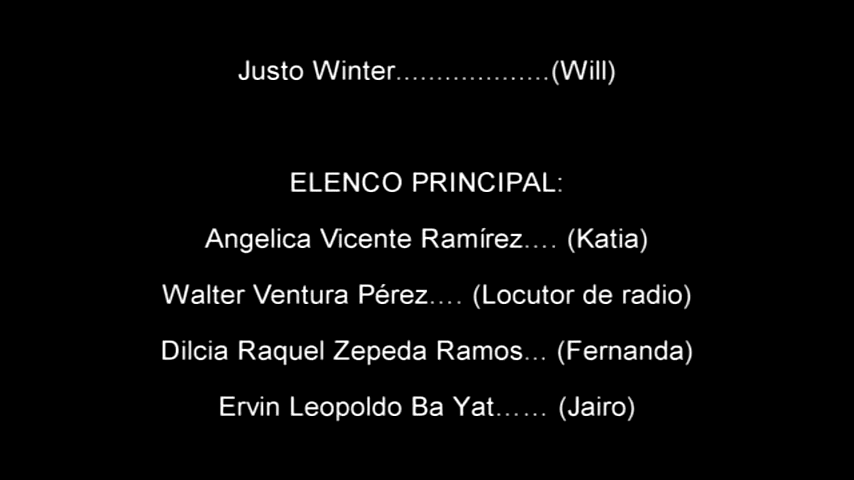 Justo Winter...................(Will)
ELENCO PRINCIPAL:
Angelica Vicente Ramírez.... (Katia)
Walter Ventura Pérez.... (Locutor de radio)
Dilcia Raquel Zepeda Ramos... (Fernanda)
Ervin Leopoldo Ba Yat...... (Jairo)